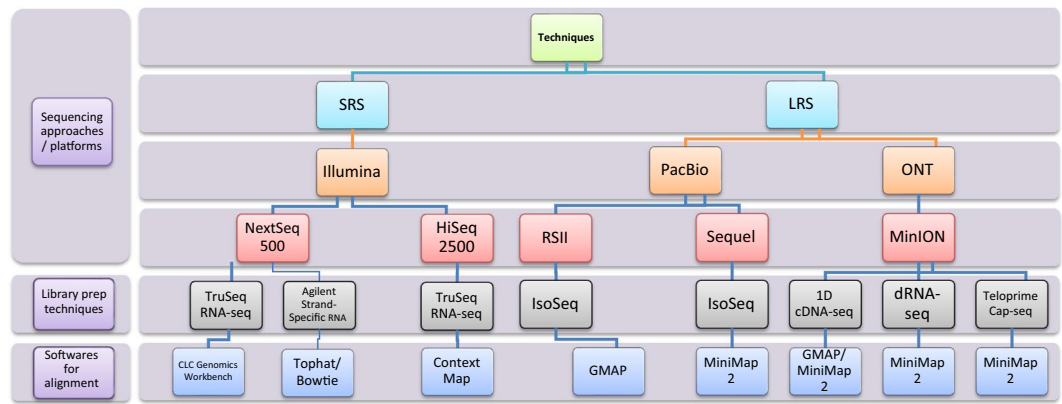 Techniques
Sequencing
approaches
/ platforms
SRS
LRS
Illumina
PacBio
ONT
NextSeq
500
HiSeq
2500
RSII
Sequel
MinION
Library prep
techniques
TruSeq
RNA-seq
Agilent
Strand-
Specific RNA
TruSeq
RNA-seq
IsoSeq
IsoSeq
1D
cDNA-seq
dRNA-
seq
Teloprime
Cap-seq
Softwares
for
alignment
CLC Genomics
Workbench
Tophat/
Bowtie
Context
Map
GMAP
MiniMap
2
GMAP/
MiniMap
2
MiniMap
2
MiniMap
2